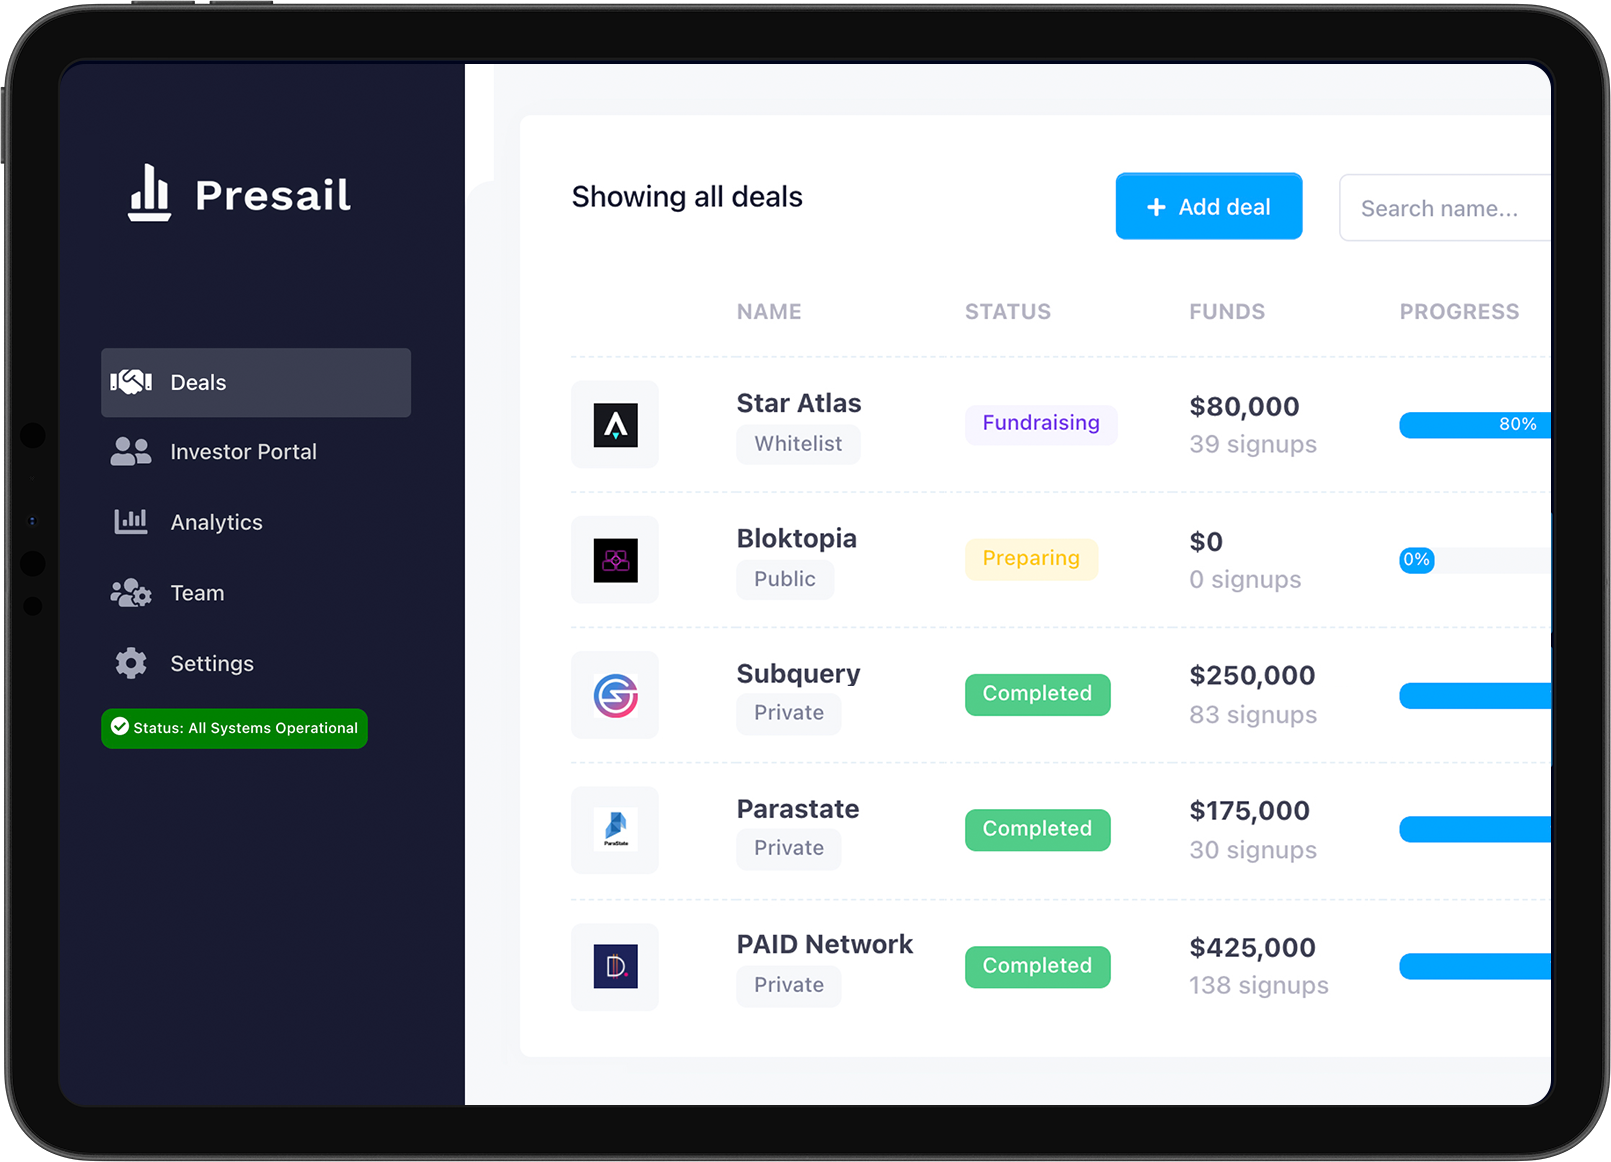 Presail
Deals
Investor Portal
Analytics
Team
Settings
Status: All Systems Operational
Showing all deals
+ Add deal
Search name...
NAME STATUS FUNDS PROGRESS
Star Atlas
Whitelist
Fundraising
$80,000
39 signups
80%
Bloktopia
Public
Preparing
$0
0 signups
0%
Subquery
Private
Completed
$250,000
83 signups
ParaState
Parastate
Private
Completed
$175,000
30 signups
D.
PAID Network
Private
Completed
$425,000
138 signups